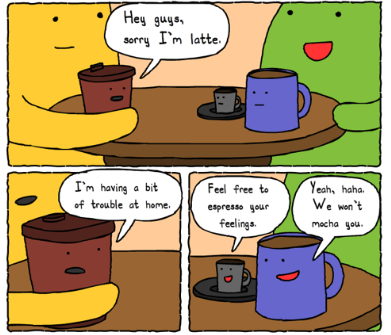 Hey guys,
sorry I'm latte.
I'm having a bit
of trouble at home.
Feel free to
espresso your
feelings.
Yeah, haha.
We won't
mocha you.